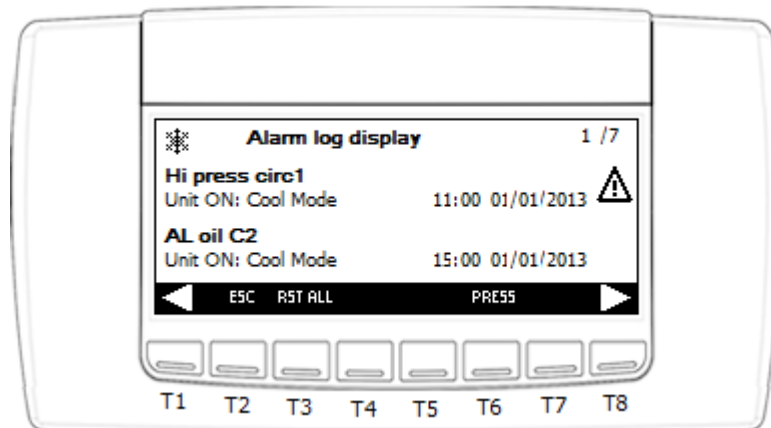 Alarm log display 1 /7
Hi press circ1
Unit ON: Cool Mode 11:00 01/01/2013
AL oil C2
Unit ON: Cool Mode 15:00 01/01/2013
ESC RST ALL PRESS
T1 T2 T3 T4 T5 T6 T7 T8